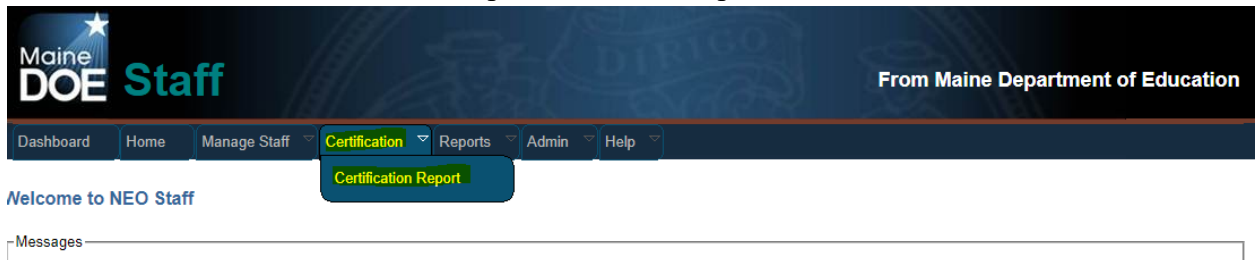 Maine
DOE Staff
DIRIGO
From Maine Department of Education
Dashboard Home Manage Staff Certification Reports Admin Help
Certification Report
Welcome to NEO Staff
Messages